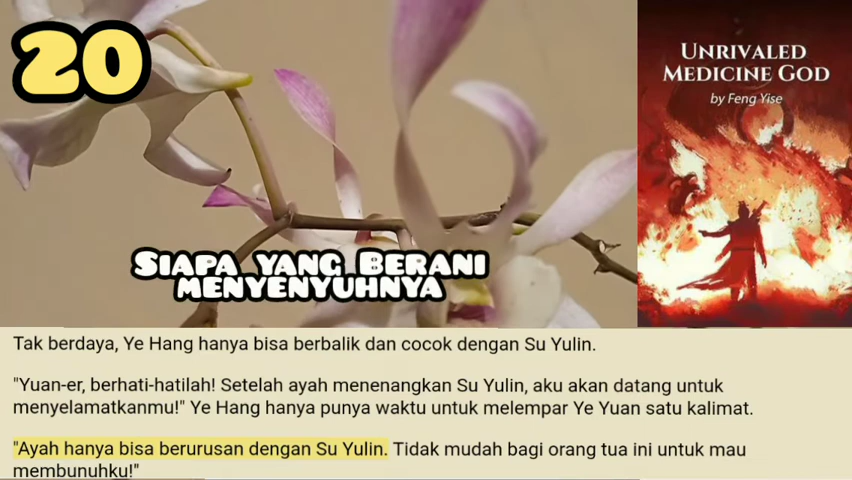 20
UNRIVALED
MEDICINE GOD
by Feng Yise
SIAPA YANG BERANI
MENYENYUHNYA
Tak berdaya, Ye Hang hanya bisa berbalik dan cocok dengan Su Yulin.
"Yuan-er, berhati-hatilah! Setelah ayah menenangkan Su Yulin, aku akan datang untuk
menyelamatkanmu!" Ye Hang hanya punya waktu untuk melempar Ye Yuan satu kalimat.
"Ayah hanya bisa berurusan dengan Su Yulin. Tidak mudah bagi orang tua ini untuk mau
membunuhku!"